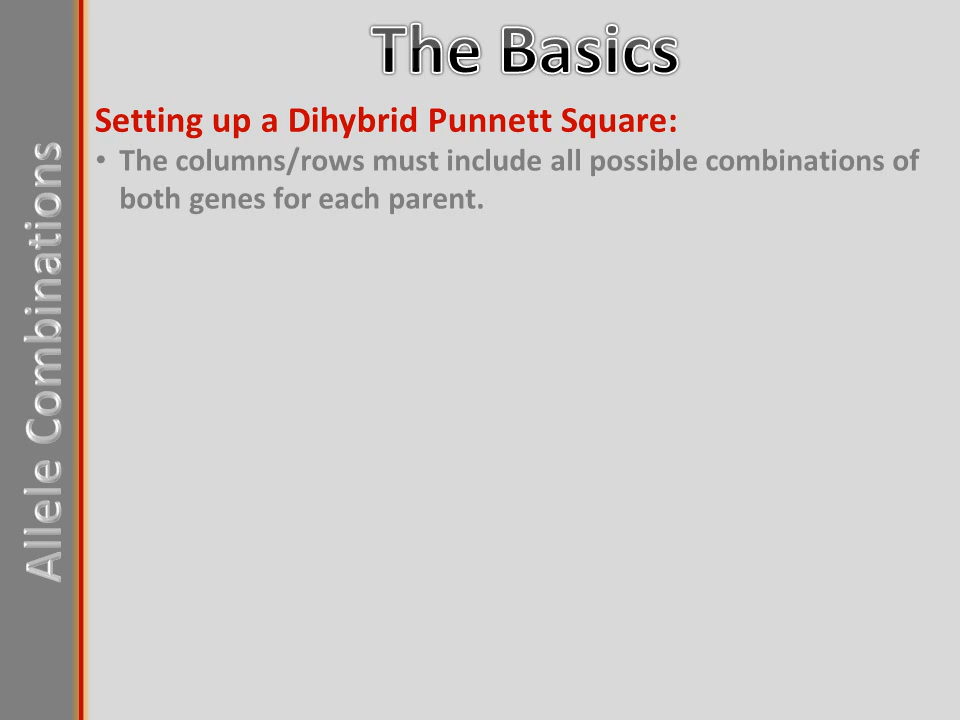 The Basics
Setting up a Dihybrid Punnett Square:
• The columns/rows must include all possible combinations of
both genes for each parent.
Allele Combinations